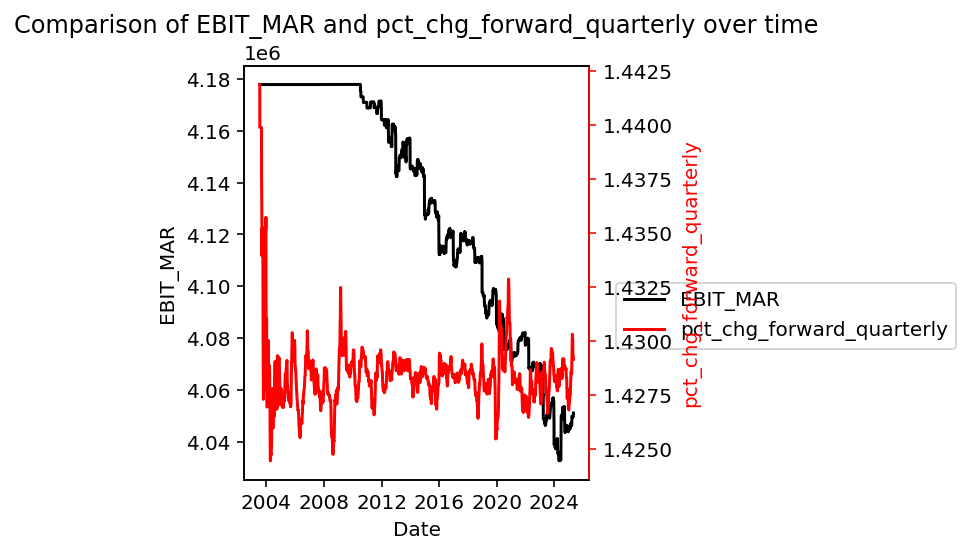 Comparison of EBIT_MAR and pct_chg_forward_quarterly over time
1e6
4.18
4.16
4.14
4.12
4.10
4.08
4.06
4.04
EBIT_MAR
1.4425
1.4400
1.4375
1.4350
1.4325
1.4300
1.4275
1.4250
pct_chg_forward_quarterly
EBIT_MAR
pct_chg_forward_quarterly
2004 2008 2012 2016 2020 2024
Date